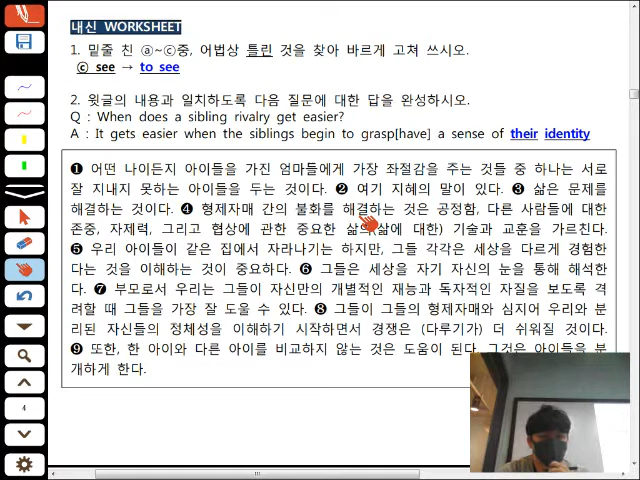 내신 WORKSHEET
1. 밑줄 친 ⓐ~ⓒ중, 어법상 틀린 것을 찾아 바르게 고쳐 쓰시오.
ⓒ see → to see
2. 윗글의 내용과 일치하도록 다음 질문에 대한 답을 완성하시오.
Q : When does a sibling rivalry get easier?
A : It gets easier when the siblings begin to grasp[have] a sense of their identity
❶ 어떤 나이든지 아이들을 가진 엄마들에게 가장 좌절감을 주는 것들 중 하나는 서로
잘 지내지 못하는 아이들을 두는 것이다. ❷ 여기 지혜의 말이 있다. ❸ 삶은 문제를
해결하는 것이다. ❹ 형제자매 간의 불화를 해결하는 것은 공정함, 다른 사람들에 대한
존중, 자제력, 그리고 협상에 관한 중요한 삶의(삶에 대한) 기술과 교훈을 가르친다.
❺ 우리 아이들이 같은 집에서 자라나기는 하지만, 그들 각각은 세상을 다르게 경험한
다는 것을 이해하는 것이 중요하다. ❻ 그들은 세상을 자기 자신의 눈을 통해 해석한
다. ❼ 부모로서 우리는 그들이 자신만의 개별적인 재능과 독자적인 자질을 보도록 격
려할 때 그들을 가장 잘 도울 수 있다. ❽ 그들이 그들의 형제자매와 심지어 우리와 분
리된 자신들의 정체성을 이해하기 시작하면서 경쟁은 (다루기가) 더 쉬워질 것이다.
❾ 또한, 한 아이와 다른 아이를 비교하지 않는 것은 도움이 된다. 그것은 아이들을 분
개하게 한다.
4